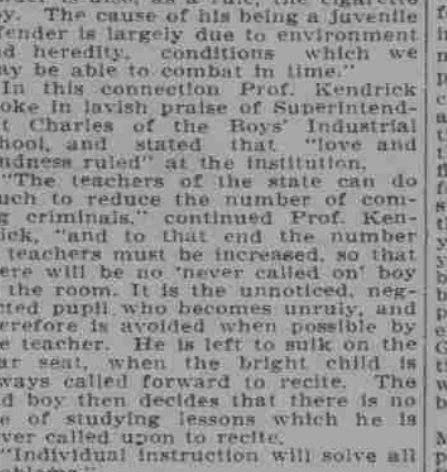 y. The cause of his being a juvenile
fender is largely due to environment
d heredity, conditions which we
ay be able to combat in time."
In this connection Prof. Kendrick
oke in lavish praise of Superintend-
t Charles of the Boys' Industrial
hool, and stated that "love and
ndness ruled" at the institution.
"The teachers of the state can do
uch to reduce the number of com-
g criminals," continued Prof. Ken-
ick, "and to that end the number
teachers must be increased, so that
ere will be no 'never called on' boy
the room. It is the unnoticed, neg-
cted pupil who becomes unruly, and
erefore is avoided when possible by
e teacher. He is left to sulk on the
ar seat, when the bright child is
ways called forward to recite. The
d boy then decides that there is no
e of studying lessons which he is
ver called upon to recite.
"Individual instruction will solve all